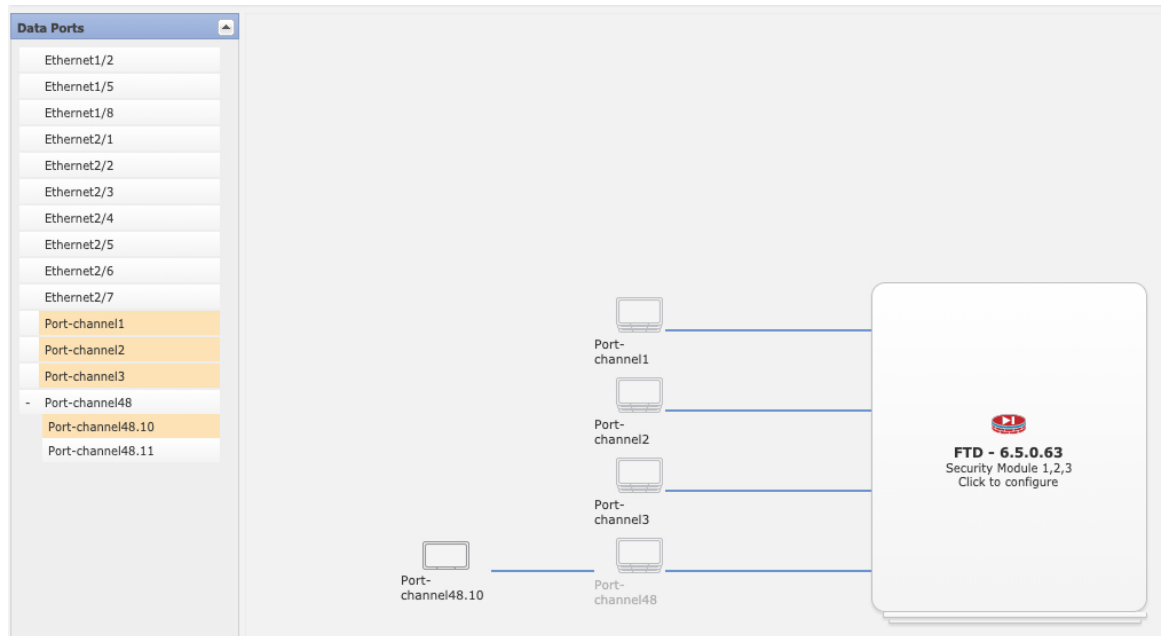 Data Ports
Ethernet1/2
Ethernet1/5
Ethernet1/8
Ethernet2/1
Ethernet2/2
Ethernet2/3
Ethernet2/4
Ethernet2/5
Ethernet2/6
Ethernet2/7
Port-channel1
Port-channel2
Port-channel3
- Port-channel48
Port-channel48.10
Port-channel48.11
Port-
channel1
Port-
channel2
Port-
channel3
Port-
channel48.10
Port-
channel48
FTD - 6.5.0.63
Security Module 1,2,3
Click to configure